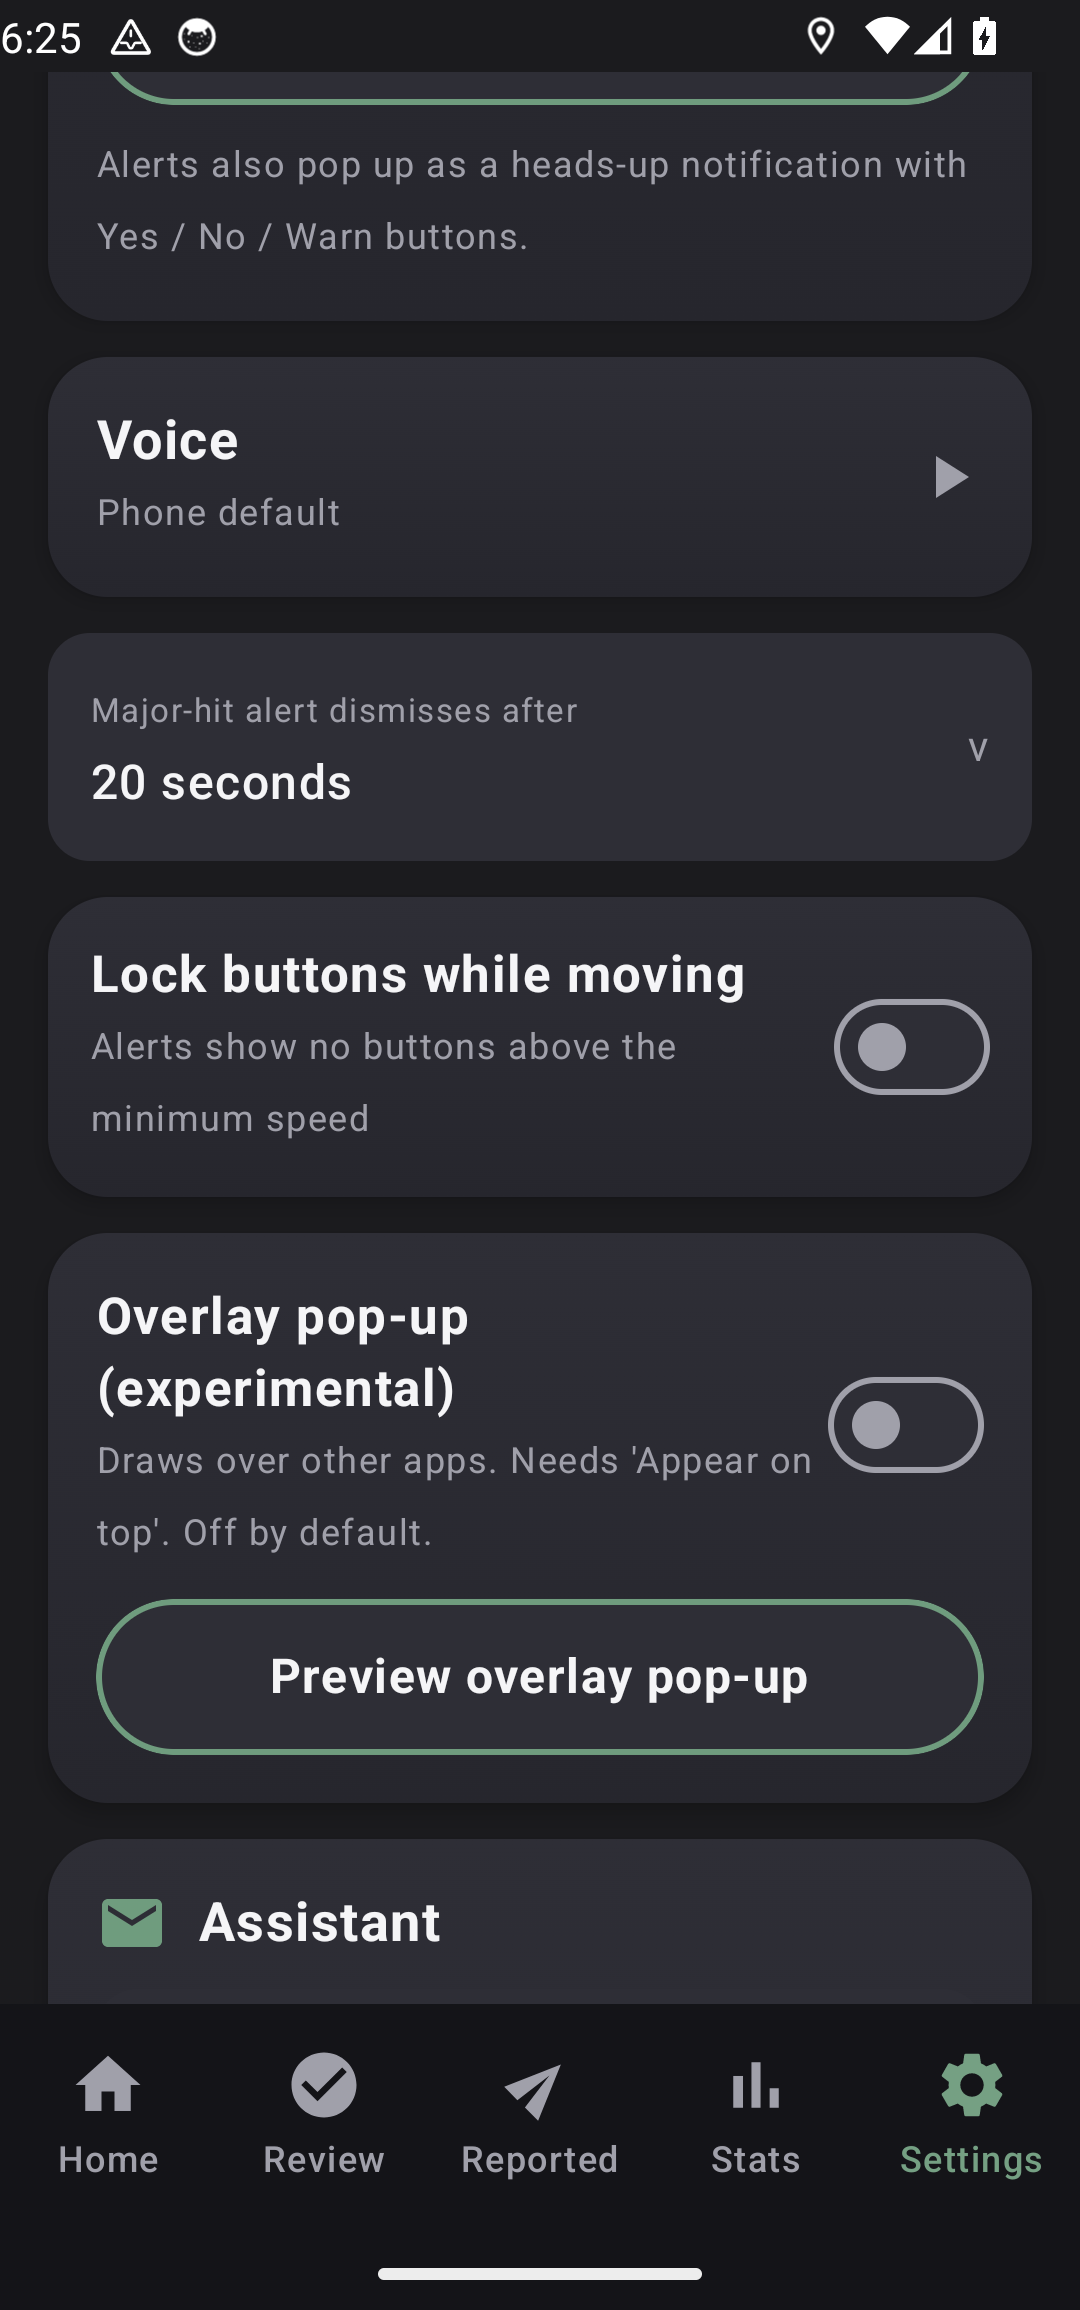 6:25
Alerts also pop up as a heads-up notification with
Yes / No / Warn buttons.
Voice
Phone default
Major-hit alert dismisses after
20 seconds
v
Lock buttons while moving
Alerts show no buttons above the
minimum speed
Overlay pop-up
(experimental)
Draws over other apps. Needs 'Appear on
top'. Off by default.
Preview overlay pop-up
Assistant
Home
Review
Reported
Stats
Settings